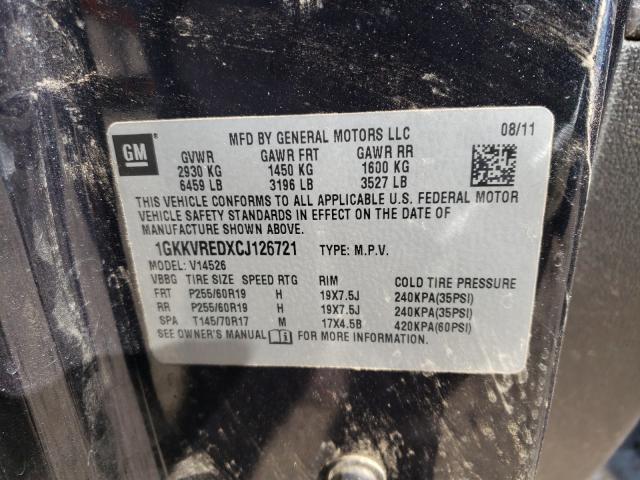 GM
MFD BY GENERAL MOTORS LLC 08/11
GVWR GAWR FRT GAWR RR
2930 KG 1450 KG 1600 KG
6459 LB 3196 LB 3527 LB
THIS VEHICLE CONFORMS TO ALL APPLICABLE U.S. FEDERAL MOTOR
VEHICLE SAFETY STANDARDS IN EFFECT ON THE DATE OF
MANUFACTURE SHOWN ABOVE.
1GKKVREDXCJ126721 TYPE: M.P.V.
MODEL: V14526
VBBG TIRE SIZE SPEED RTG RIM COLD TIRE PRESSURE
FRT P255/60R19 H 19X7.5J 240KPA(35PSI)
RR P255/60R19 H 19X7.5J 240KPA(35PSI)
SPA T145/70R17 M 17X4.5B 420KPA(60PSI)
SEE OWNER'S MANUAL FOR MORE INFORMATION.